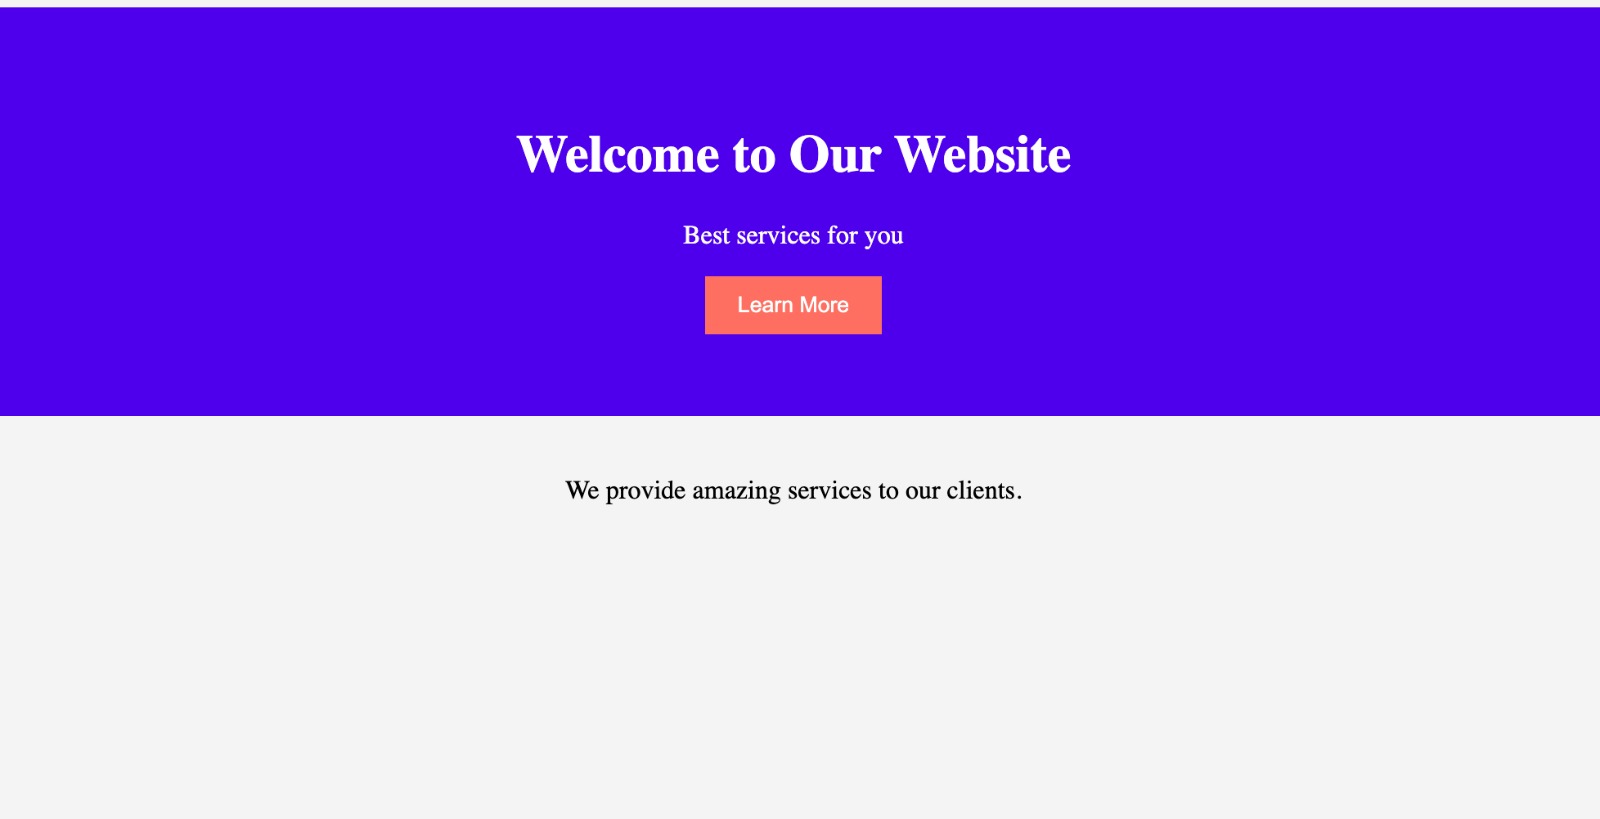 Welcome to Our Website
Best services for you
Learn More
We provide amazing services to our clients.